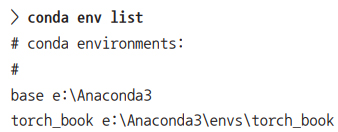 > conda env list
# conda environments:
#
base e:\Anaconda3
torch_book e:\Anaconda3\envs\torch_book